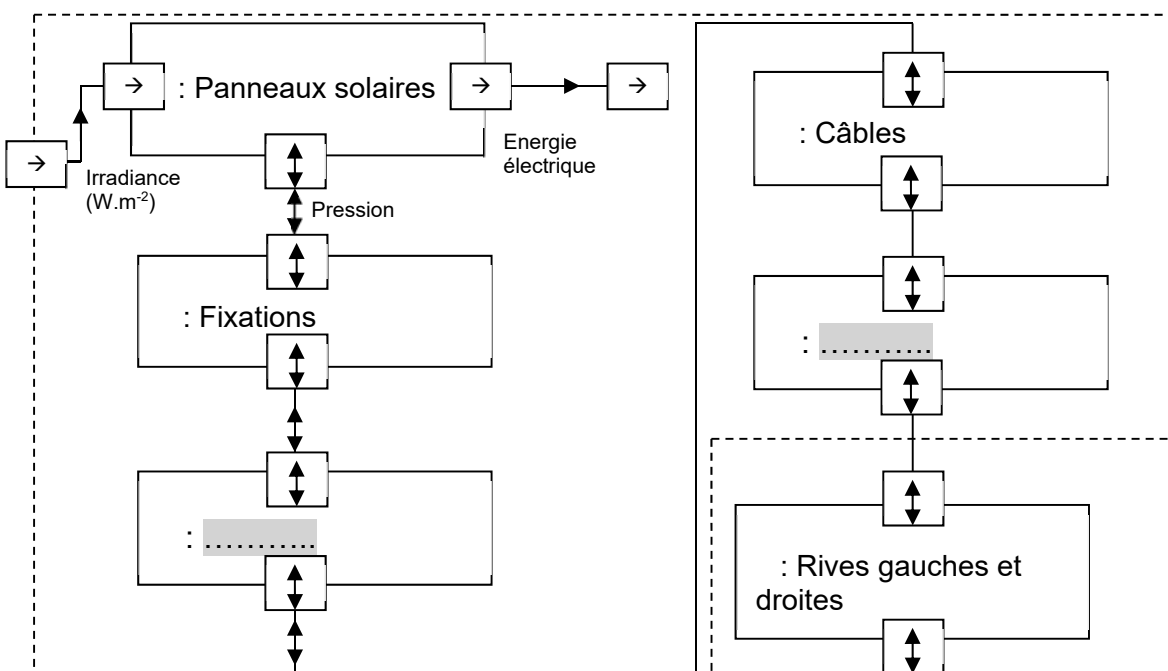 : Panneaux solaires
Irradiance
(W.m-2)
Energie
électrique
Pression
: Fixations
: ...........
: Câbles
: ...........
: Rives gauches et
droites